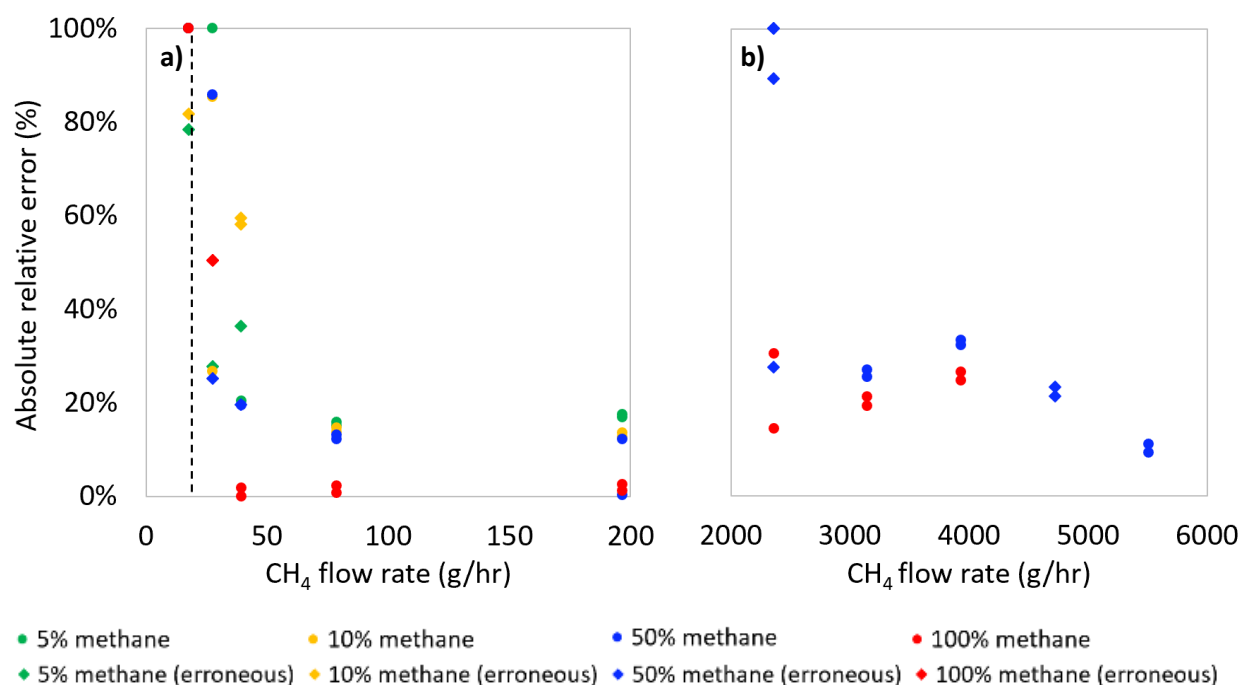 100%
80%
60%
40%
20%
0%
Absolute relative error (%)
a)
b)
0 50 100 150 200
2000 3000 4000 5000 6000
CH₄ flow rate (g/hr)
CH₄ flow rate (g/hr)
5% methane 10% methane 50% methane 100% methane
5% methane (erroneous) 10% methane (erroneous) 50% methane (erroneous) 100% methane (erroneous)